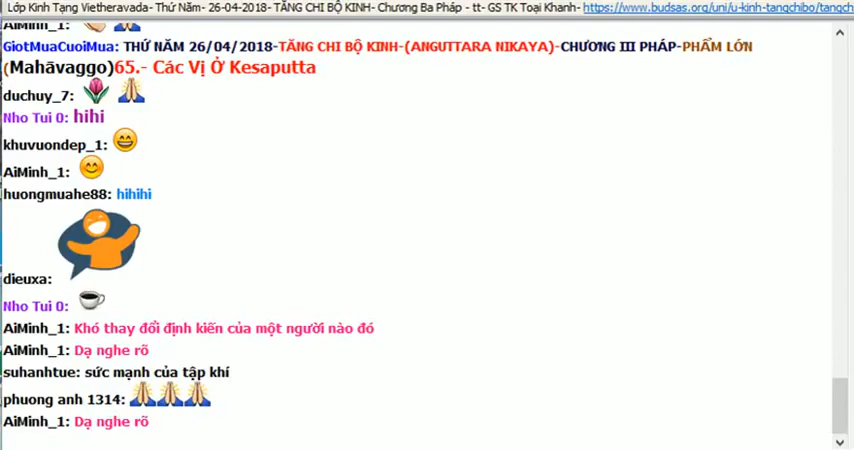 Lớp Kinh Tạng Vietheravada- Thứ Năm- 26-04-2018- TĂNG CHI BỘ KINH- Chương Ba Pháp - tt- GS TK Toại Khanh- https://www.budsas.org/uni/u-kinh-tangchibo/tangch
AiMinh_1:
GiotMuaCuoiMua: THỨ NĂM 26/04/2018-TĂNG CHI BỘ KINH-(ANGUTTARA NIKAYA)-CHƯƠNG III PHÁP-PHẨM LỚN
(Mahāvaggo)65.- Các Vị Ở Kesaputta
duchuy_7:
Nho Tui 0: hihi
khuvuondep_1:
AiMinh_1:
huongmuahe88: hihihi
dieuxa:
Nho Tui 0:
AiMinh_1: Khó thay đổi định kiến của một người nào đó
AiMinh_1: Dạ nghe rõ
suhanhtue: sức mạnh của tập khí
phuong anh 1314:
AiMinh_1: Dạ nghe rõ